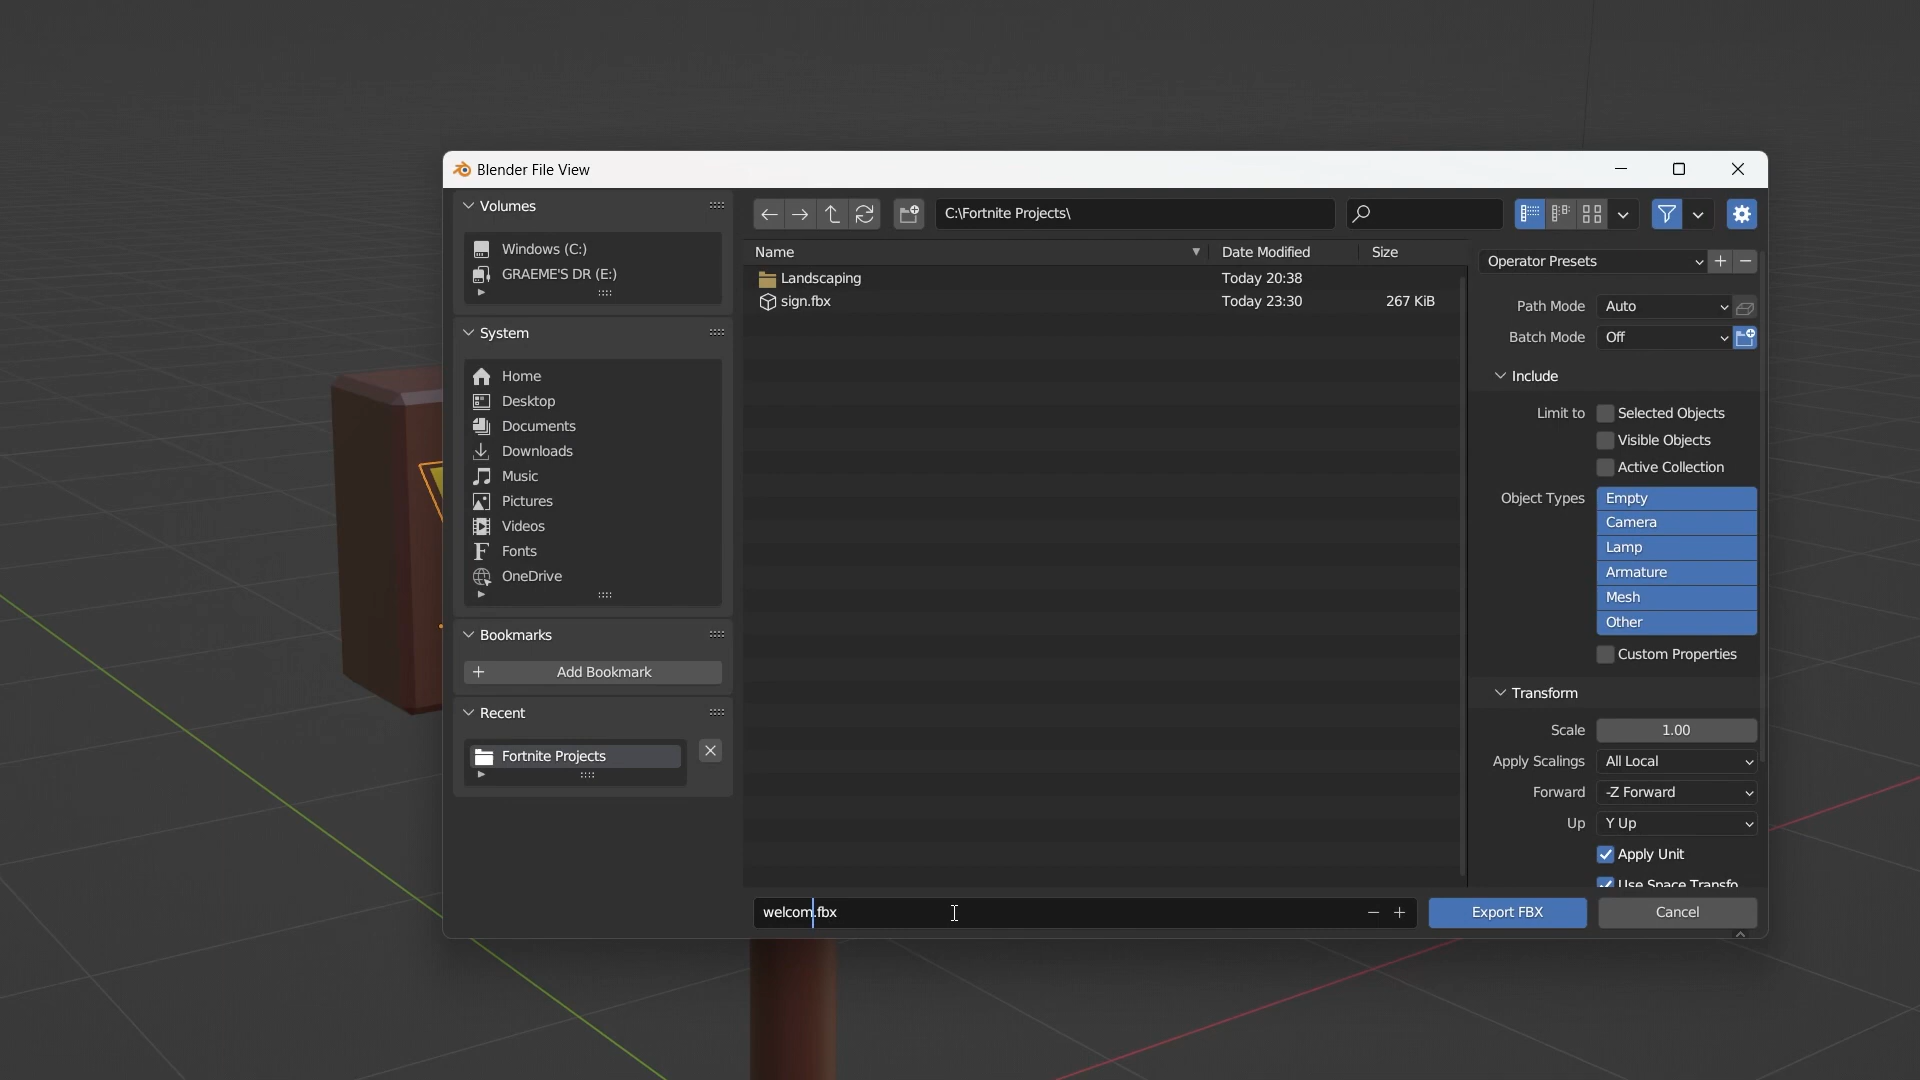 Blender File View
Volumes
Windows (C:)
GRAEME'S DR (E:)
System
Home
Desktop
Documents
Downloads
Music
Pictures
Videos
Fonts
OneDrive
Bookmarks
Add Bookmark
Recent
Fortnite Projects
C:\Fortnite Projects\
Name Date Modified Size
Landscaping Today 20:38
sign.fbx Today 23:30 267 KiB
welcom.fbx
Operator Presets
Path Mode Auto
Batch Mode Off
Include
Limit to Selected Objects
Visible Objects
Active Collection
Object Types Empty
Camera
Lamp
Armature
Mesh
Other
Custom Properties
Transform
Scale 1.00
Apply Scalings All Local
Forward -Z Forward
Up Y Up
Apply Unit
Use Space Transfo
Export FBX Cancel